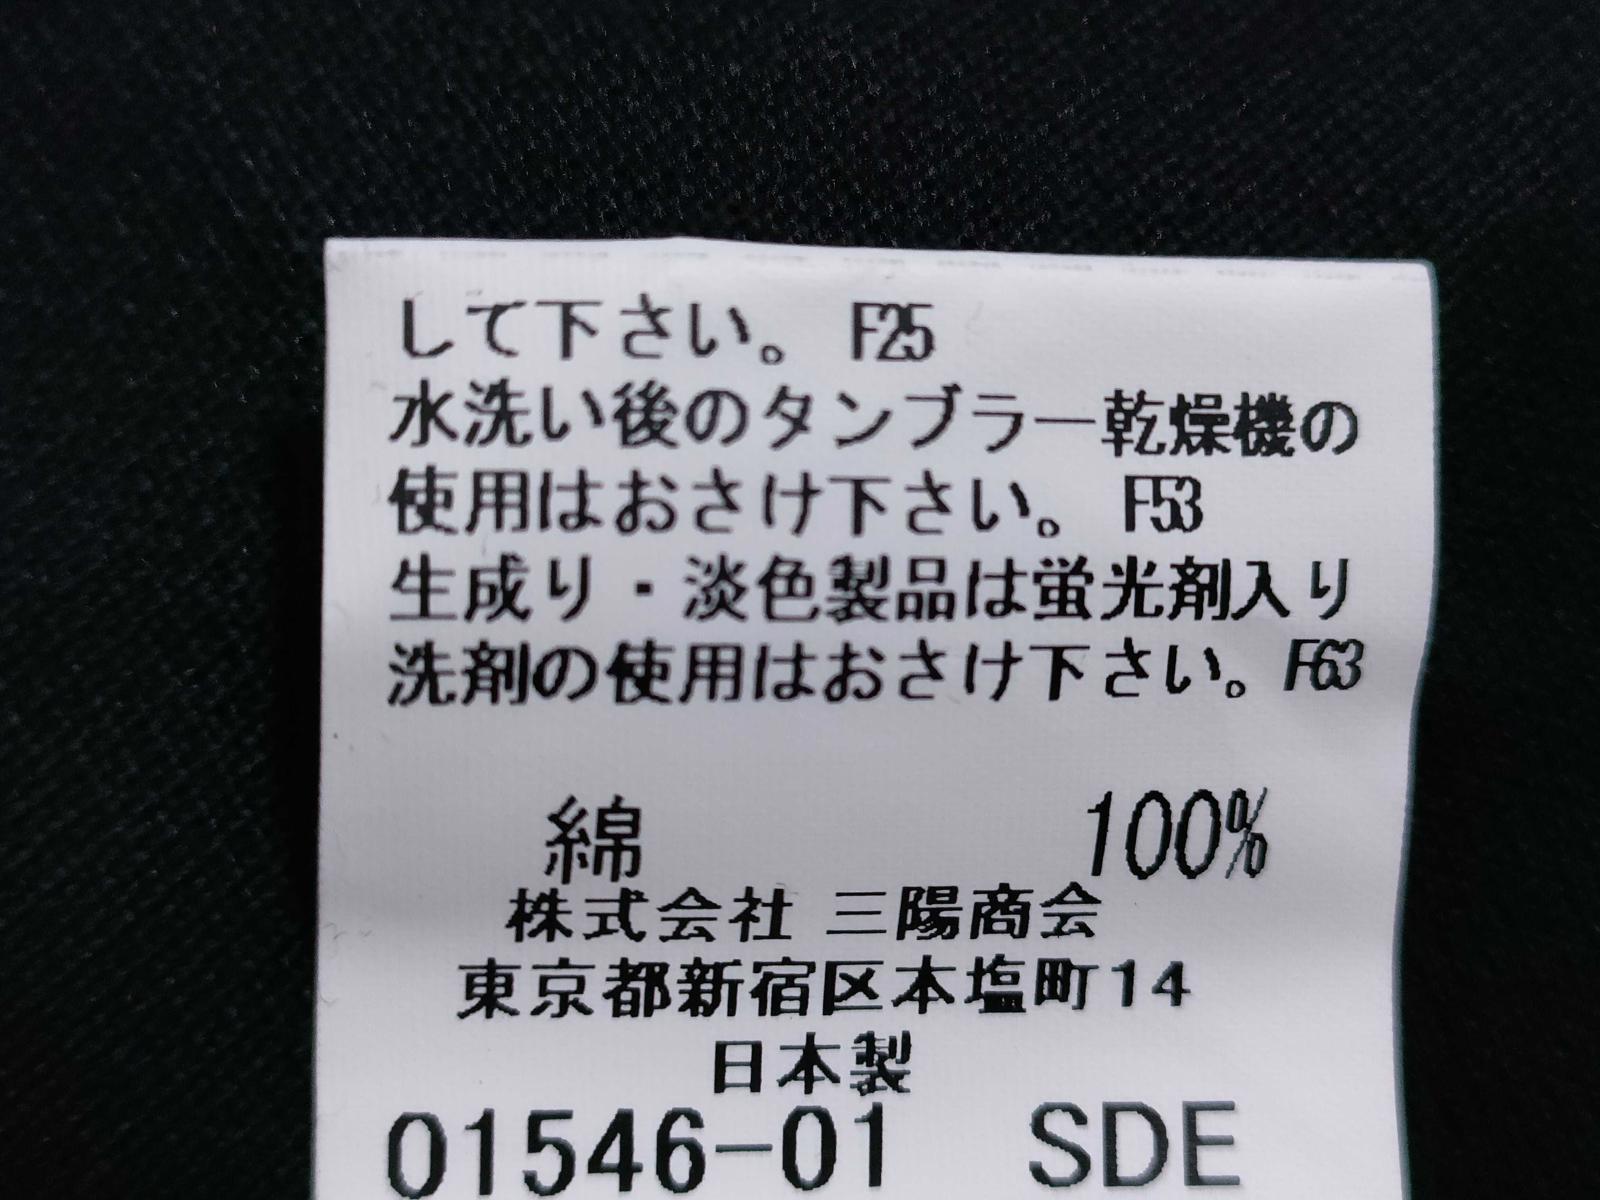 して下さい。 F25
水洗い後のタンブラー乾燥機の
使用はおさけ下さい。 F53
生成り・淡色製品は蛍光剤入り
洗剤の使用はおさけ下さい。F63
綿 100%
株式会社 三陽商会
東京都新宿区本塩町14
日本製
01546-01 SDE